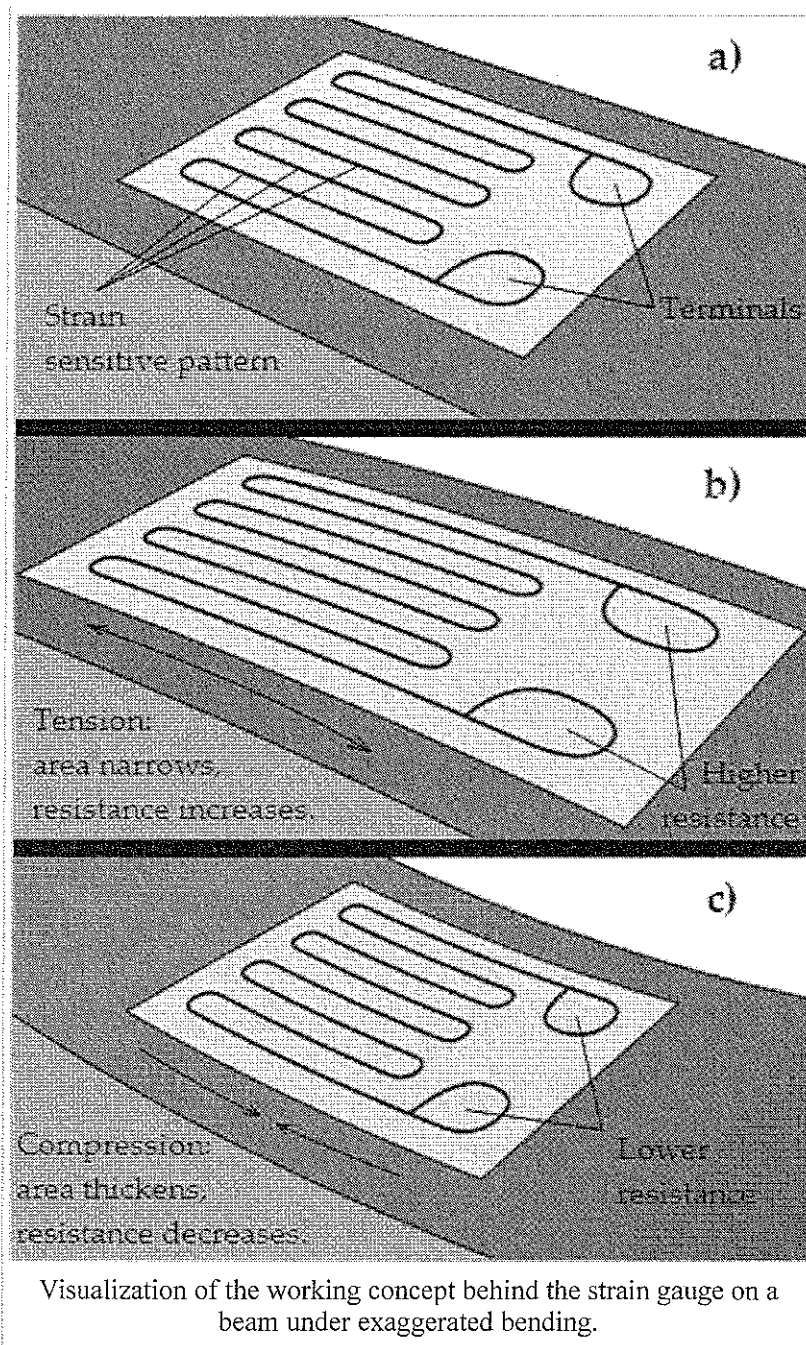 a)
Strain
sensitive pattern
Terminals
b)
Tension:
area narrows,
resistance increases.
Higher
resistance
c)
Compression:
area thickens,
resistance decreases.
Lower
resistance
Visualization of the working concept behind the strain gauge on a
beam under exaggerated bending.